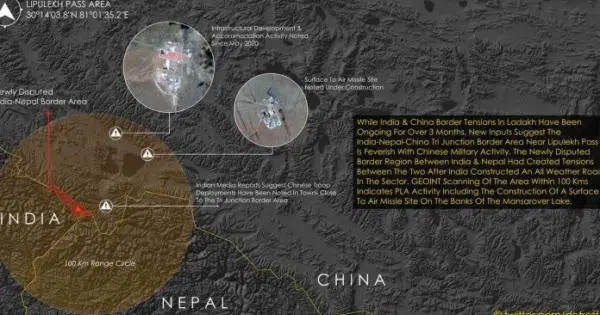 LIPULEKH PASS AREA
30°14'03.8"N 81°01'35.2"E
Infrastructural Development &
Accommodation Activity Noted
Since May 2020
Surface To Air Missile Site
Noted Under Construction
Newly Disputed
India-Nepal Border Area
While India & China Border Tensions In Ladakh Have Been
Ongoing For Over 3 Months, New Inputs Suggest The
India-Nepal-China Tri Junction Border Area Near Lipulekh Pass
Is Feverish With Chinese Military Activity. The Newly Disputed
Border Region Between India & Nepal Had Created Tensions
Between The Two After India Constructed An All Weather Road
In The Sector. GEOINT Scanning Of The Area Within 100 Kms
Indicates PLA Activity Including The Construction Of A Surface
To Air Missle Site On The Banks Of The Mansarover Lake.
Indian Media Reports Suggest Chinese Troop
Deployments Have Been Noted In Towns Close
To The Tri Junction Border Area
INDIA
100 Km Range Circle
CHINA
NEPAL